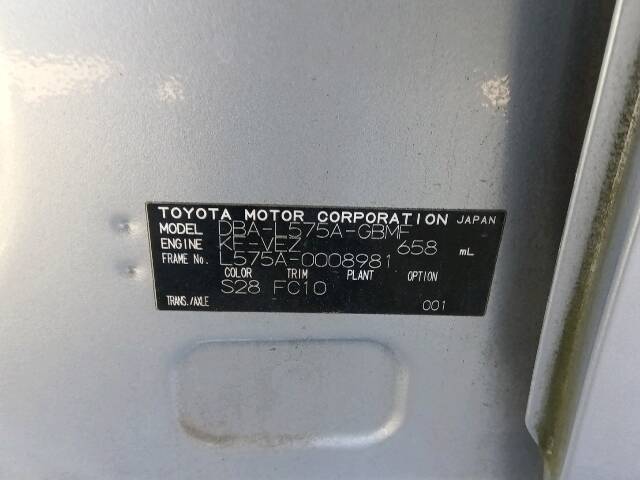 TOYOTA MOTOR CORPORATION JAPAN
MODEL DBA-L575A-GBMF
ENGINE KF-VEZ 658 mL
FRAME No. L575A-0008981
COLOR TRIM PLANT OPTION
S28 FC10
TRANS./AXLE 001